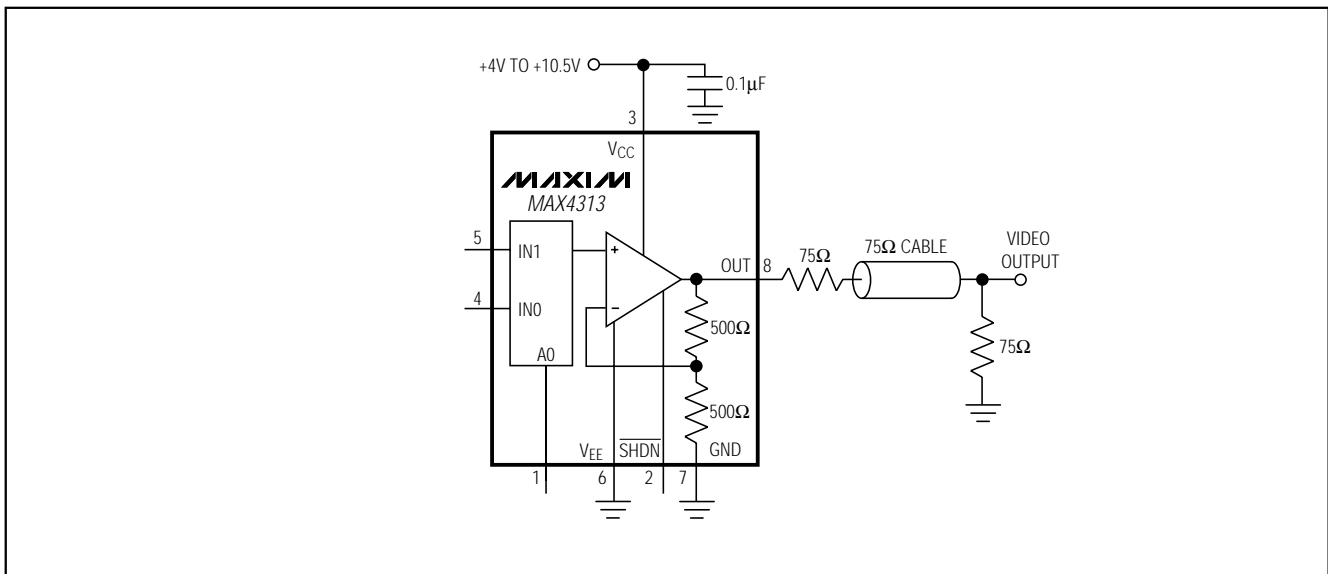 +4V TO +10.5V
0.1µF
3
VCC
MAXIM
MAX4313
5
IN1
4
IN0
A0
+
−
OUT
8
75Ω
75Ω CABLE
VIDEO
OUTPUT
500Ω
75Ω
500Ω
VEE
SHDN
GND
1
6
2
7